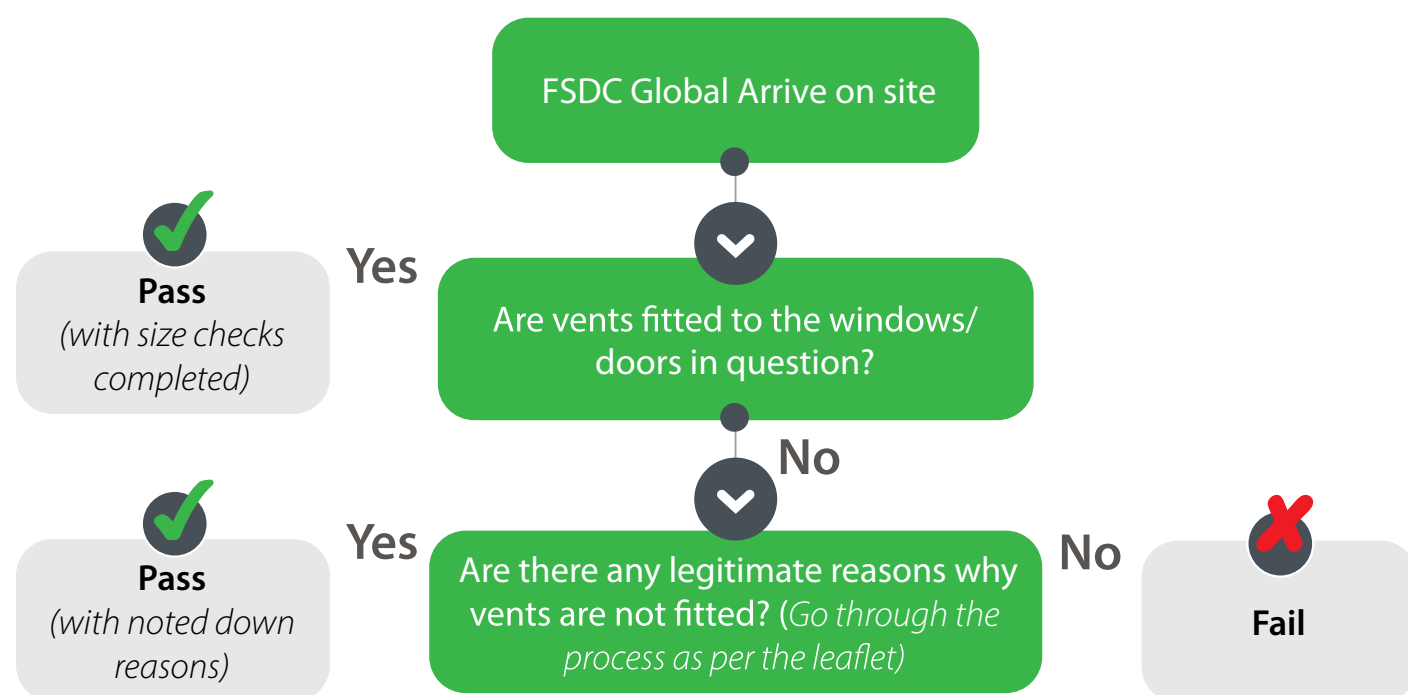 FSDC Global Arrive on site
Yes
Pass
(with size checks
completed)
Are vents fitted to the windows/
doors in question?
No
Yes
Pass
(with noted down
reasons)
Are there any legitimate reasons why
vents are not fitted? (Go through the
process as per the leaflet)
No
Fail